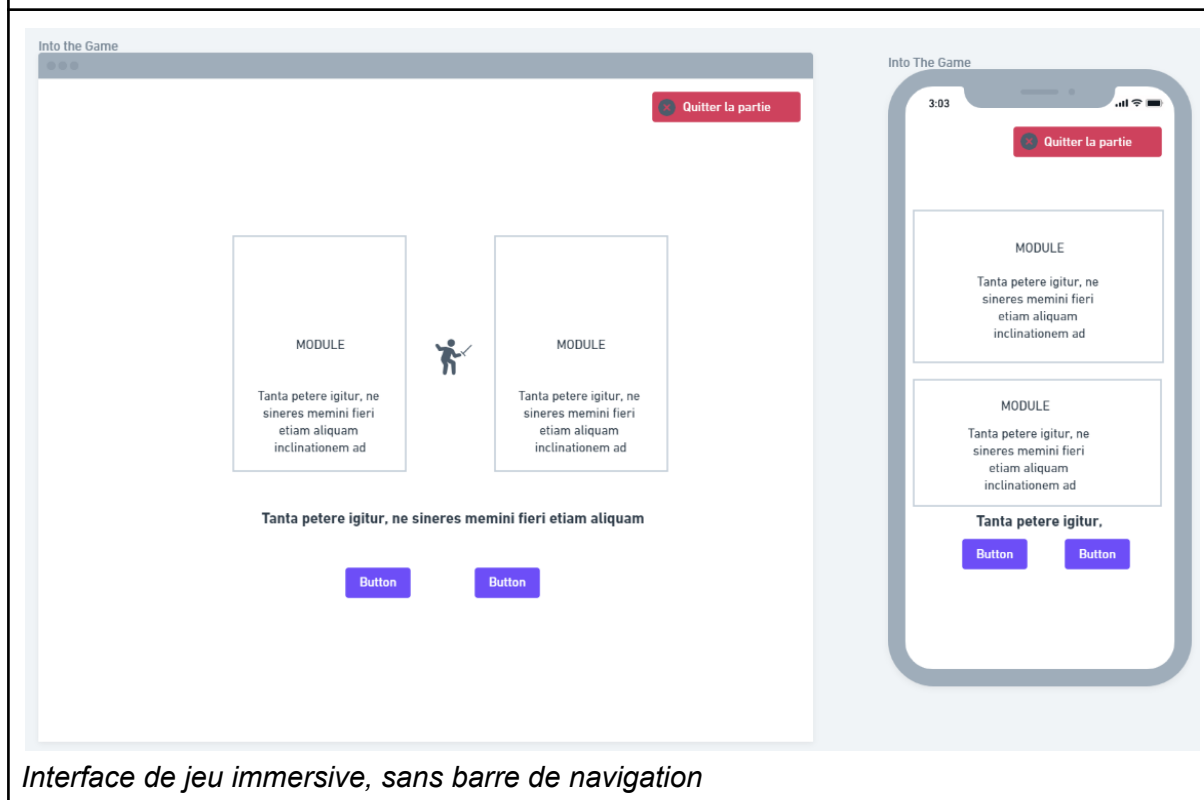 Into the Game
Quitter la partie
MODULE
Tanta petere igitur, ne
sineres memini fieri
etiam aliquam
inclinationem ad
MODULE
Tanta petere igitur, ne
sineres memini fieri
etiam aliquam
inclinationem ad
Tanta petere igitur, ne sineres memini fieri etiam aliquam
Button
Button
Into The Game
3:03
Quitter la partie
MODULE
Tanta petere igitur, ne
sineres memini fieri
etiam aliquam
inclinationem ad
MODULE
Tanta petere igitur, ne
sineres memini fieri
etiam aliquam
inclinationem ad
Tanta petere igitur,
Button
Button
Interface de jeu immersive, sans barre de navigation